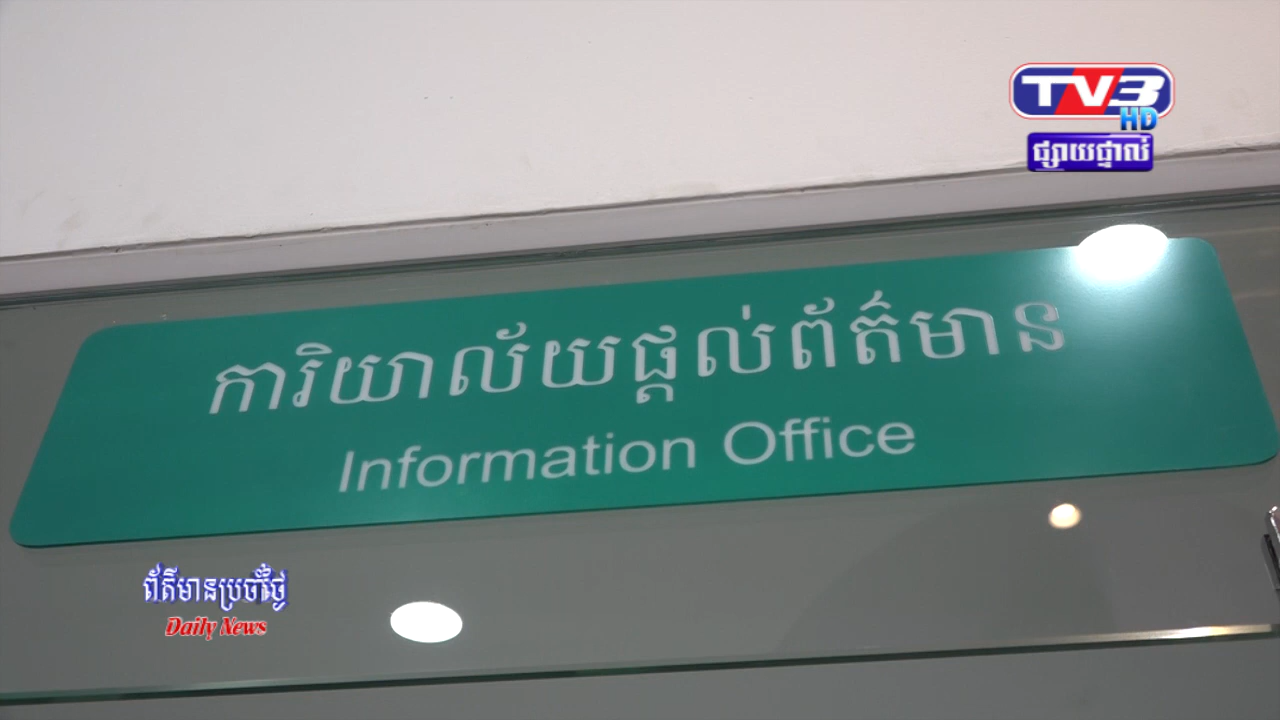 TV3
HD
ផ្សាយផ្ទាល់
ការិយាល័យផ្តល់ព័ត៌មាន
Information Office
ព័ត៌មានប្រចាំថ្ងៃ
Daily News